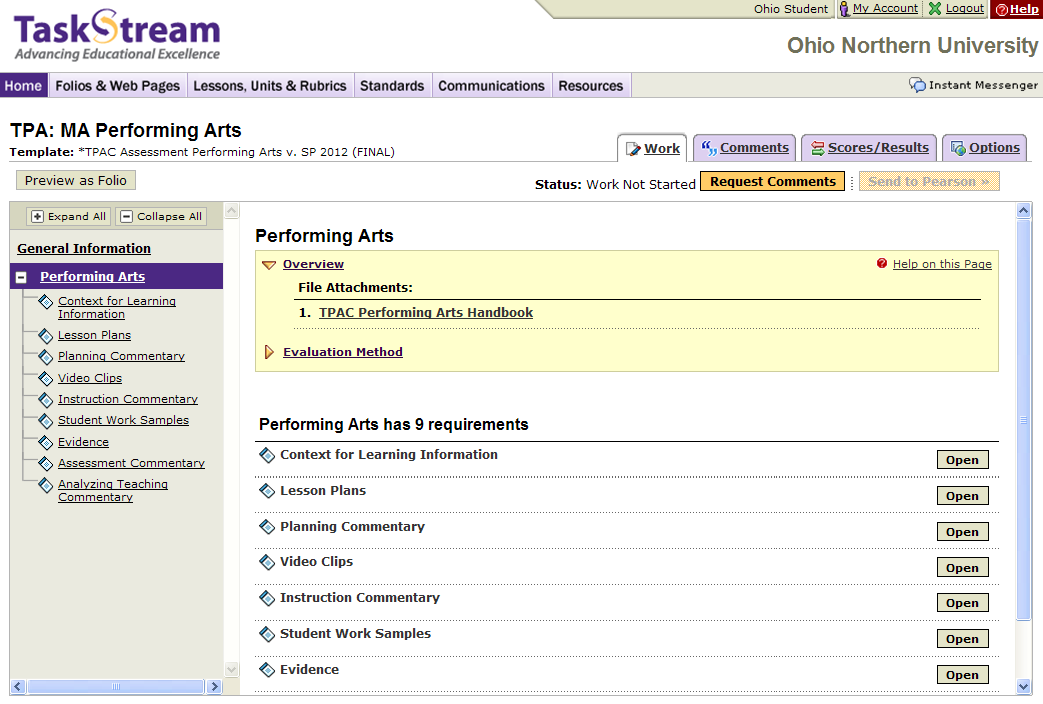 Ohio Student My Account Logout Help
TaskStream
Advancing Educational Excellence
Ohio Northern University
Home Folios & Web Pages Lessons, Units & Rubrics Standards Communications Resources Instant Messenger
TPA: MA Performing Arts
Template: *TPAC Assessment Performing Arts v. SP 2012 (FINAL)
Work Comments Scores/Results Options
Preview as Folio
Status: Work Not Started Request Comments Send to Pearson »
Expand All Collapse All
General Information
Performing Arts
Context for Learning
Information
Lesson Plans
Planning Commentary
Video Clips
Instruction Commentary
Student Work Samples
Evidence
Assessment Commentary
Analyzing Teaching
Commentary
Performing Arts
Overview Help on this Page
File Attachments:
1. TPAC Performing Arts Handbook
Evaluation Method
Performing Arts has 9 requirements
Context for Learning Information Open
Lesson Plans Open
Planning Commentary Open
Video Clips Open
Instruction Commentary Open
Student Work Samples Open
Evidence Open